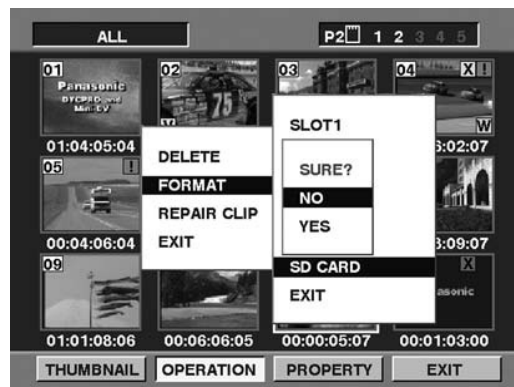 ALL
P2 1 2 3 4 5
01
Panasonic
DVCPRO and
Mini-DV
01:04:05:04
02
75
03
04 X !
W
:02:07
05 !
00:04:06:04
DELETE
FORMAT
REPAIR CLIP
EXIT
SLOT1
SURE?
NO
YES
SD CARD
EXIT
:09:07
09
01:01:08:06
00:06:06:05
00:00:05:07
X
asonic
00:01:03:00
THUMBNAIL
OPERATION
PROPERTY
EXIT